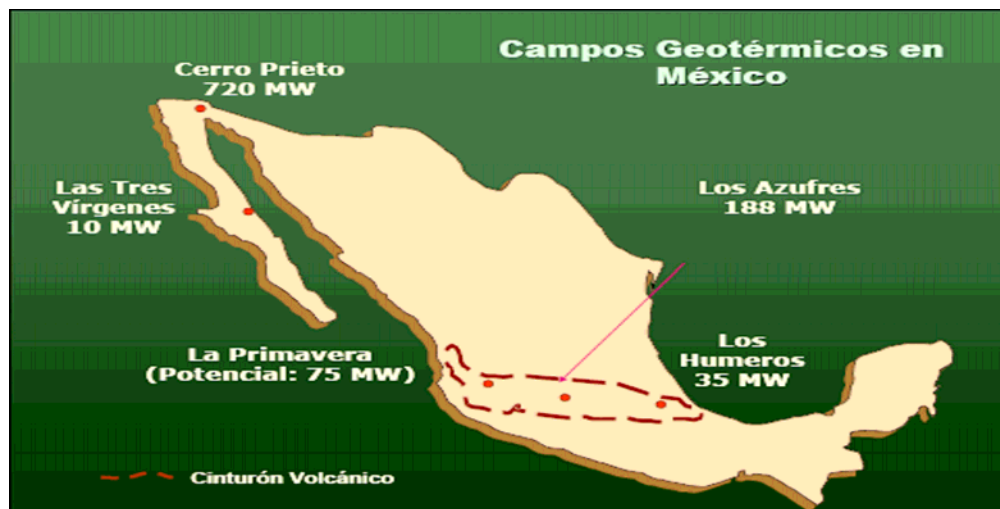 Campos Geotérmicos en
México
Cerro Prieto
720 MW
Las Tres
Vírgenes
10 MW
Los Azufres
188 MW
La Primavera
(Potencial: 75 MW)
Los
Humeros
35 MW
Cinturón Volcánico